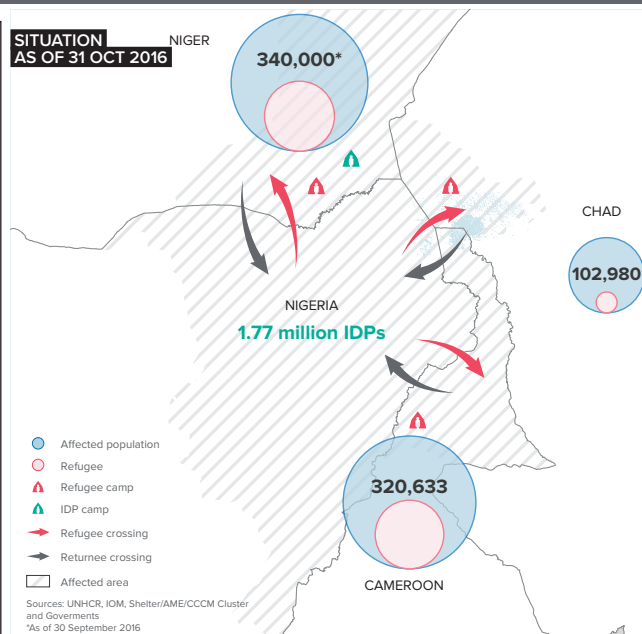 SITUATION
AS OF 31 OCT 2016
NIGER
340,000*
CHAD
102,980
NIGERIA
1.77 million IDPs
320,633
CAMEROON
Affected population
Refugee
Refugee camp
IDP camp
Refugee crossing
Returnee crossing
Affected area
Sources: UNHCR, IOM, Shelter/AME/CCCM Cluster
and Goverments
*As of 30 September 2016